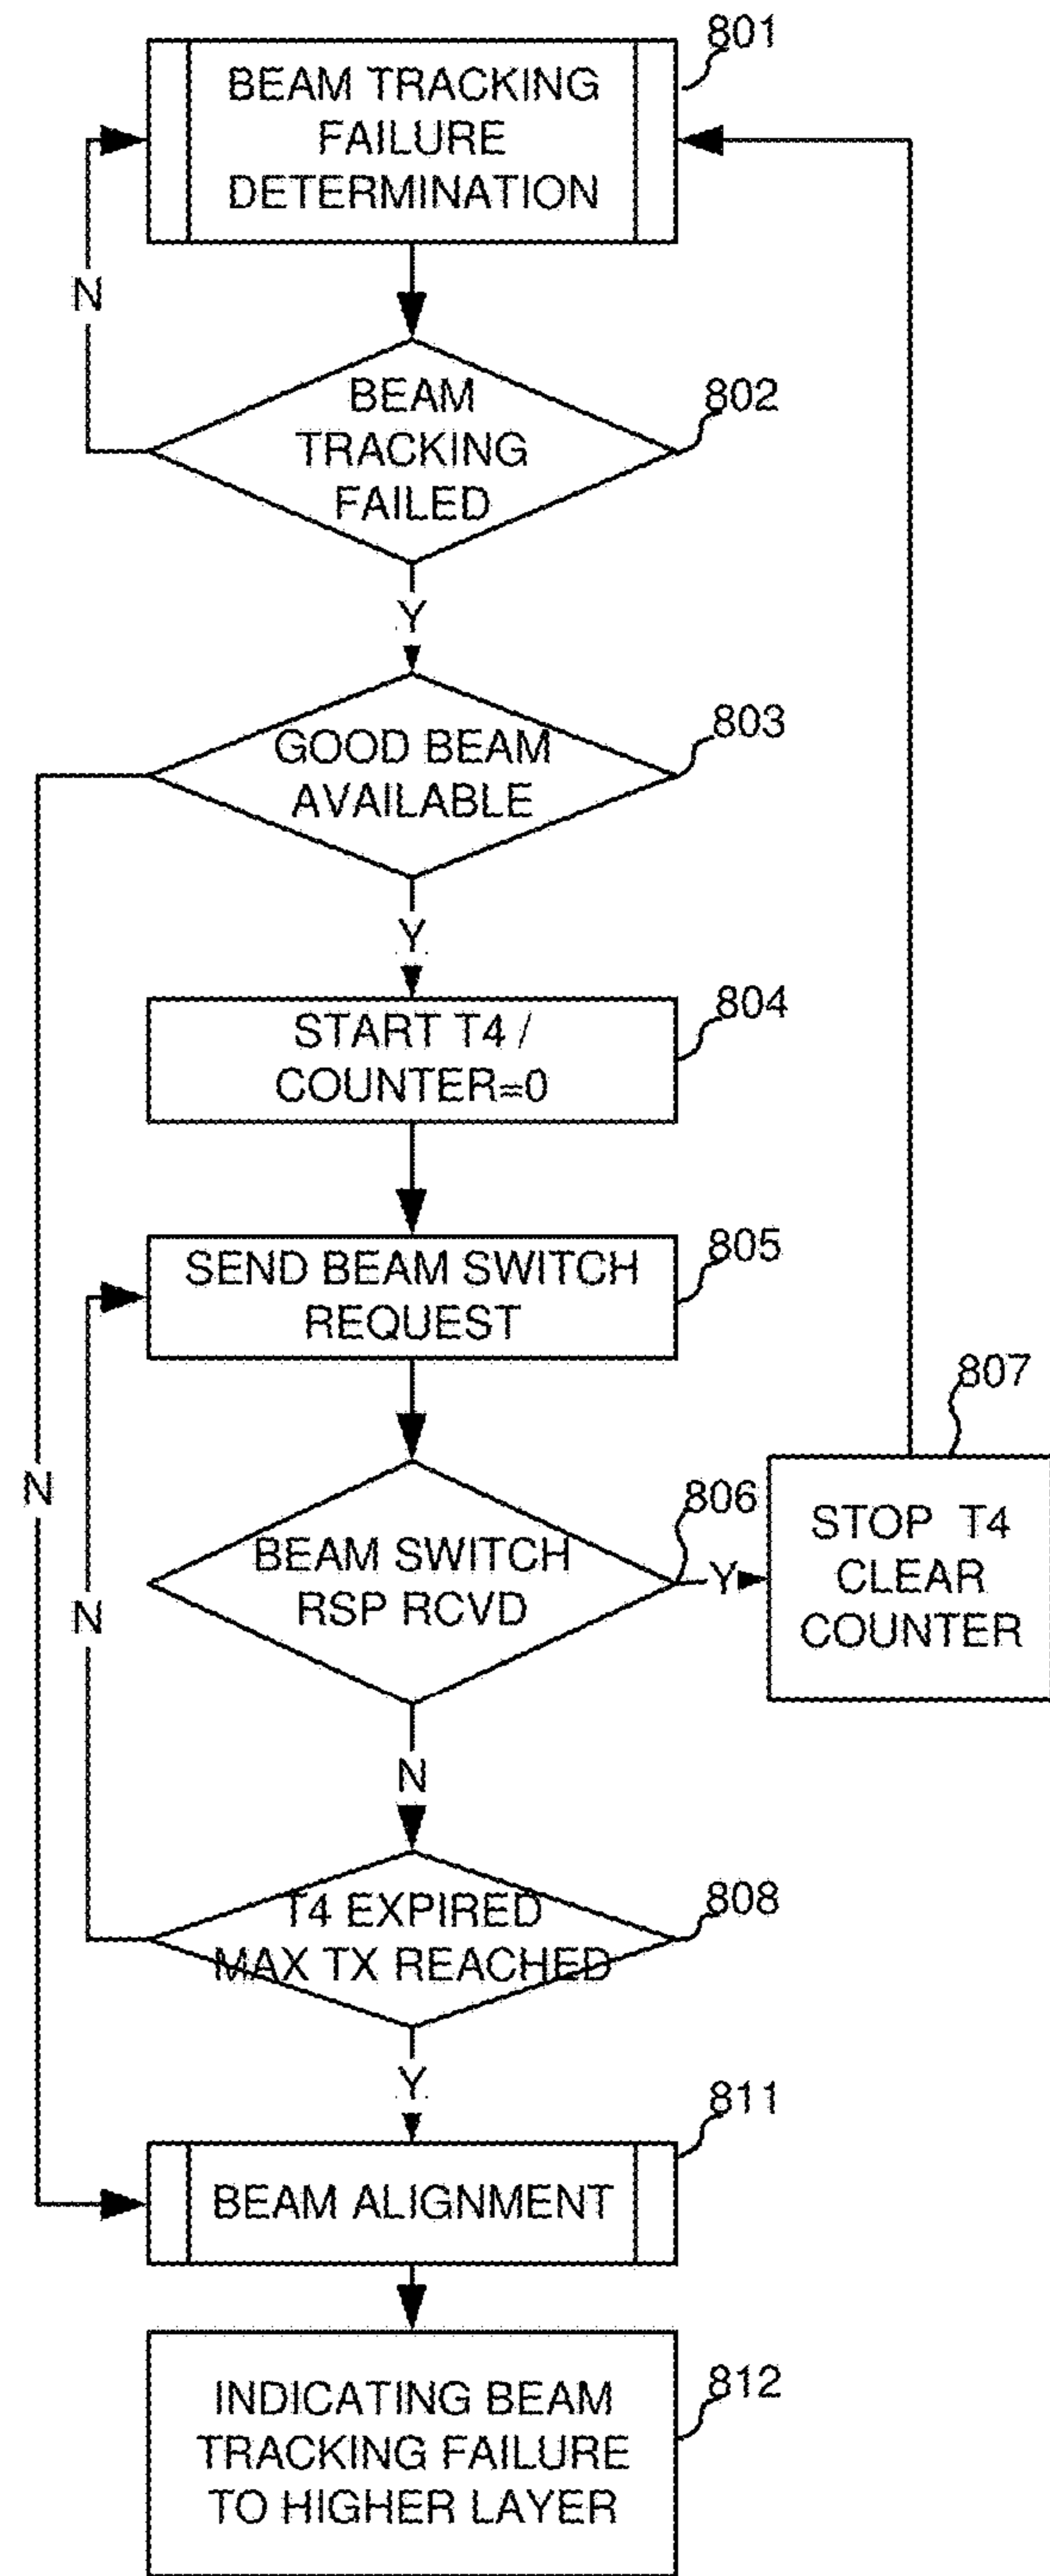 801
BEAM TRACKING
FAILURE
DETERMINATION
N
BEAM
TRACKING
FAILED
802
Y
GOOD BEAM
AVAILABLE
803
Y
START T4 /
COUNTER=0
804
SEND BEAM SWITCH
REQUEST
805
N
N
BEAM SWITCH
RSP RCVD
806
Y
807
STOP T4
CLEAR
COUNTER
N
T4 EXPIRED
MAX TX REACHED
808
Y
811
BEAM ALIGNMENT
INDICATING BEAM
TRACKING FAILURE
TO HIGHER LAYER
812